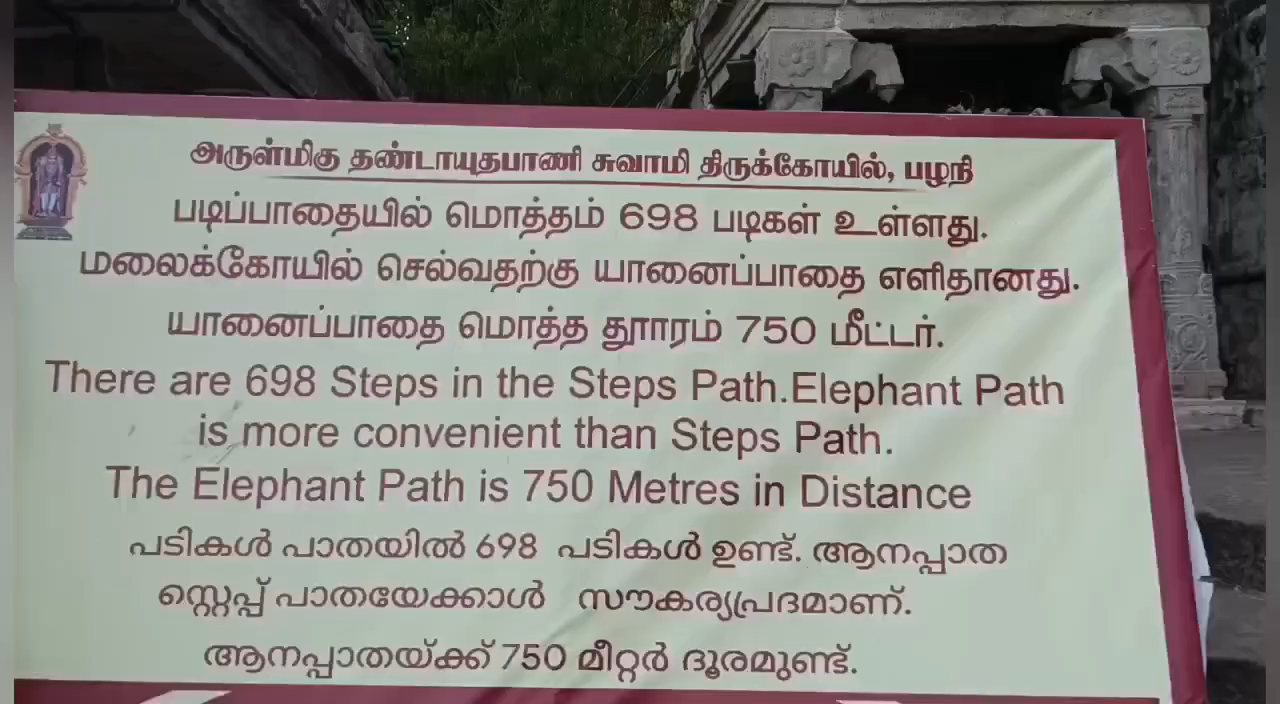 அருள்மிகு தண்டாயுதபாணி சுவாமி திருக்கோயில், பழநி
படிப்பாதையில் மொத்தம் 698 படிகள் உள்ளது.
மலைக்கோயில் செல்வதற்கு யானைப்பாதை எளிதானது.
யானைப்பாதை மொத்த தூரம் 750 மீட்டர்.
There are 698 Steps in the Steps Path.Elephant Path
is more convenient than Steps Path.
The Elephant Path is 750 Metres in Distance
പടികൾ പാതയിൽ 698 പടികൾ ഉണ്ട്. ആനപ്പാത
സ്റ്റെപ്പ് പാതയേക്കാൾ സൗകര്യപ്രദമാണ്.
ആനപ്പാതയ്ക്ക് 750 മീറ്റർ ദൂരമുണ്ട്.